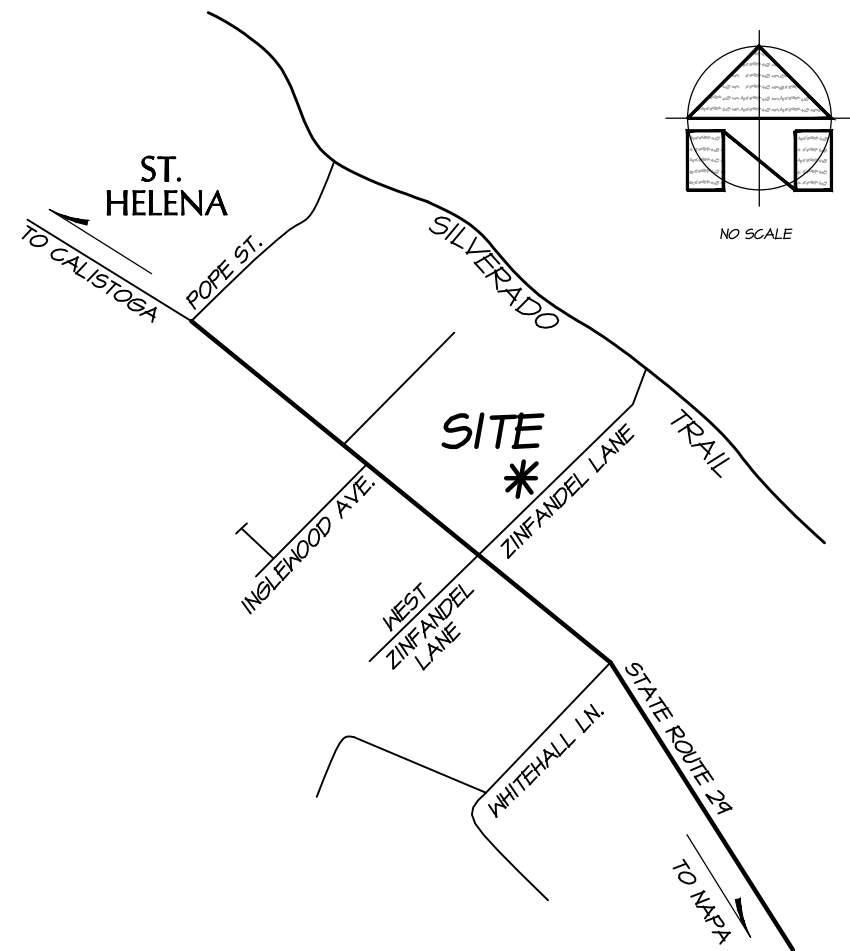 ST.
HELENA
NO SCALE
TO CALISTOGA
POPE ST.
SILVERADO
TRAIL
SITE
ZINFANDEL LANE
INGLEWOOD AVE.
WEST
ZINFANDEL
LANE
STATE ROUTE 29
WHITEHALL LN.
TO NAPA